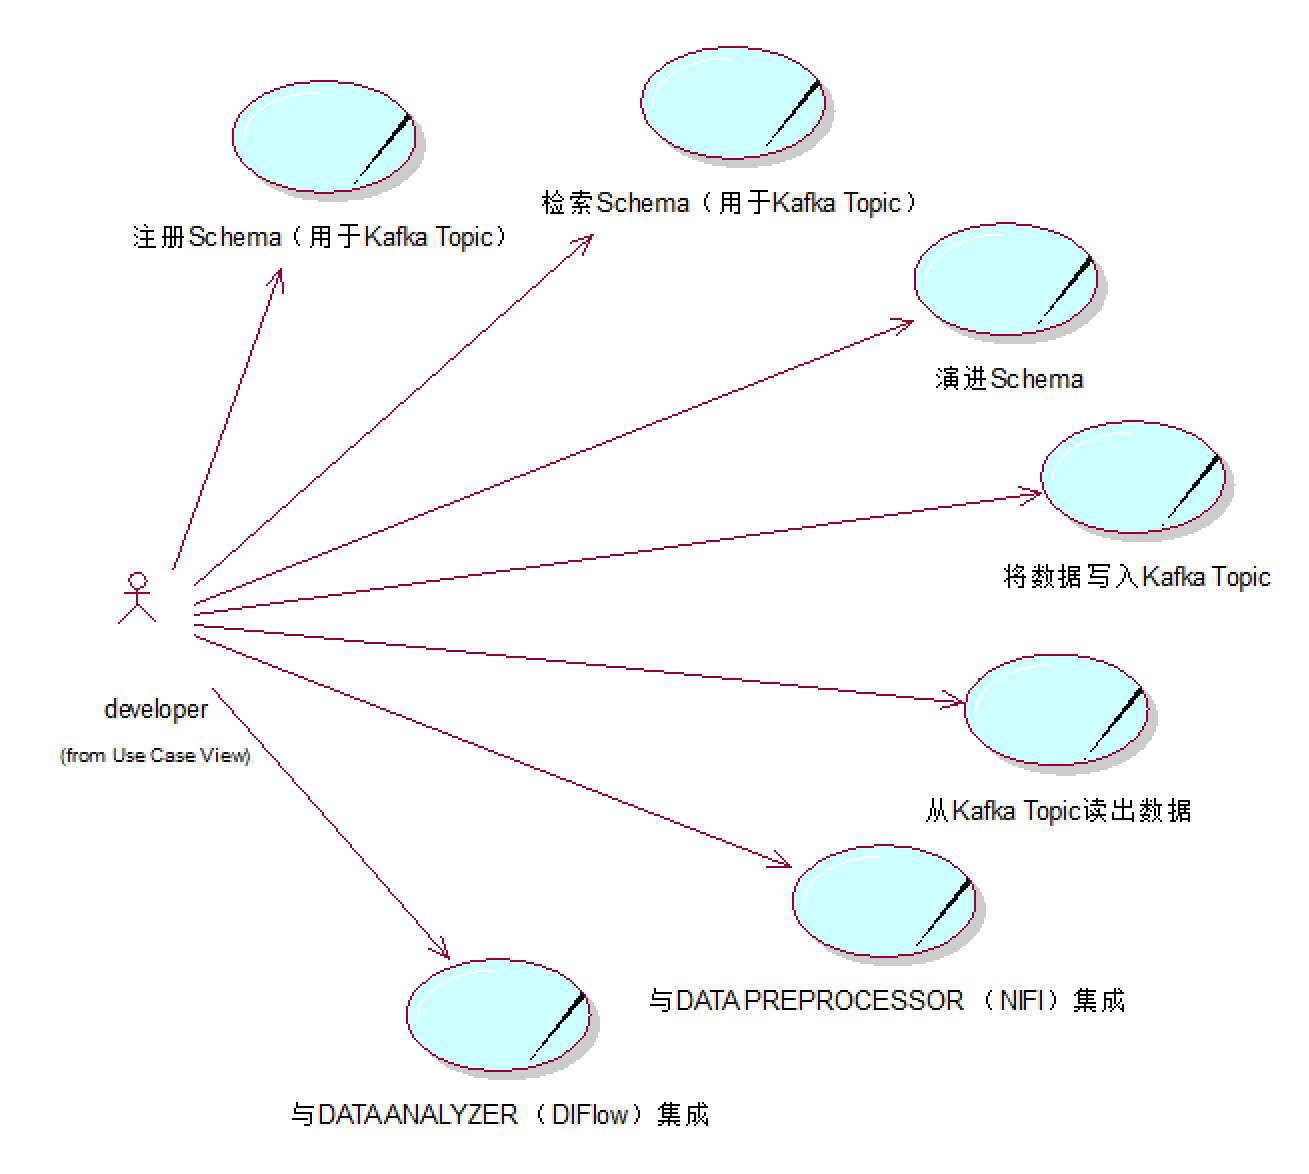 检索Schema（用于Kafka Topic）
注册Schema（用于Kafka Topic）
演进Schema
将数据写入Kafka Topic
developer
(from Use Case View)
从Kafka Topic读出数据
与DATA PREPROCESSOR （NIFI）集成
与DATA ANALYZER （DIFlow）集成